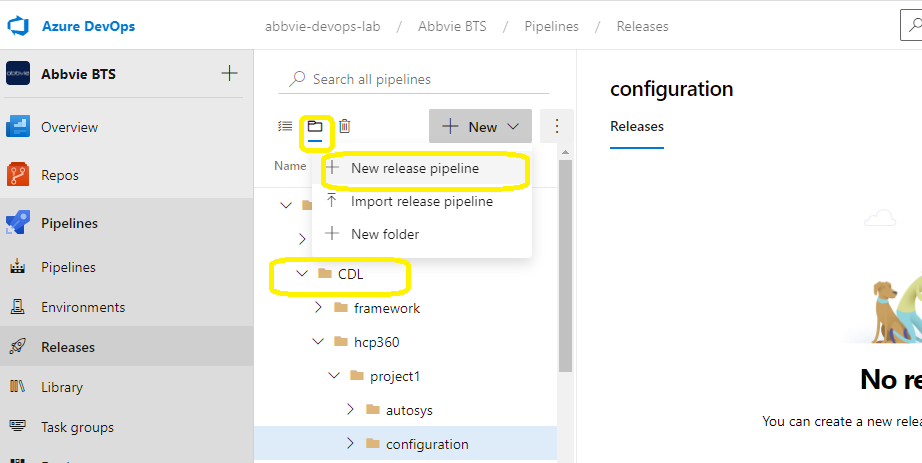 Azure DevOps
abbvie-devops-lab / Abbvie BTS / Pipelines / Releases
abbvie
Abbvie BTS
Overview
Repos
Pipelines
Pipelines
Environments
Releases
Library
Task groups
Search all pipelines
New
Name
New release pipeline
Import release pipeline
New folder
CDL
framework
hcp360
project1
autosys
configuration
configuration
Releases
No re
You can create a new relea